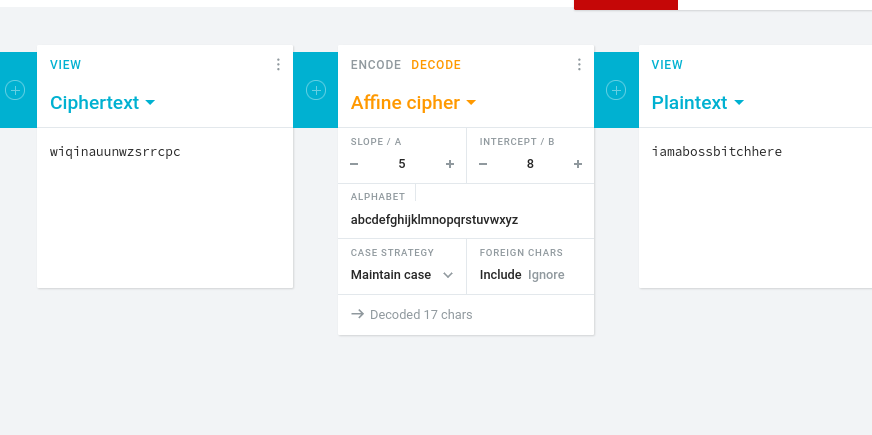 VIEW
Ciphertext
wiqinauunwzsrrcpc
ENCODE DECODE
Affine cipher
SLOPE / A
5
INTERCEPT / B
8
ALPHABET
abcdefghijklmnopqrstuvwxyz
CASE STRATEGY
Maintain case
FOREIGN CHARS
Include Ignore
→ Decoded 17 chars
VIEW
Plaintext
iamabossbitchhere